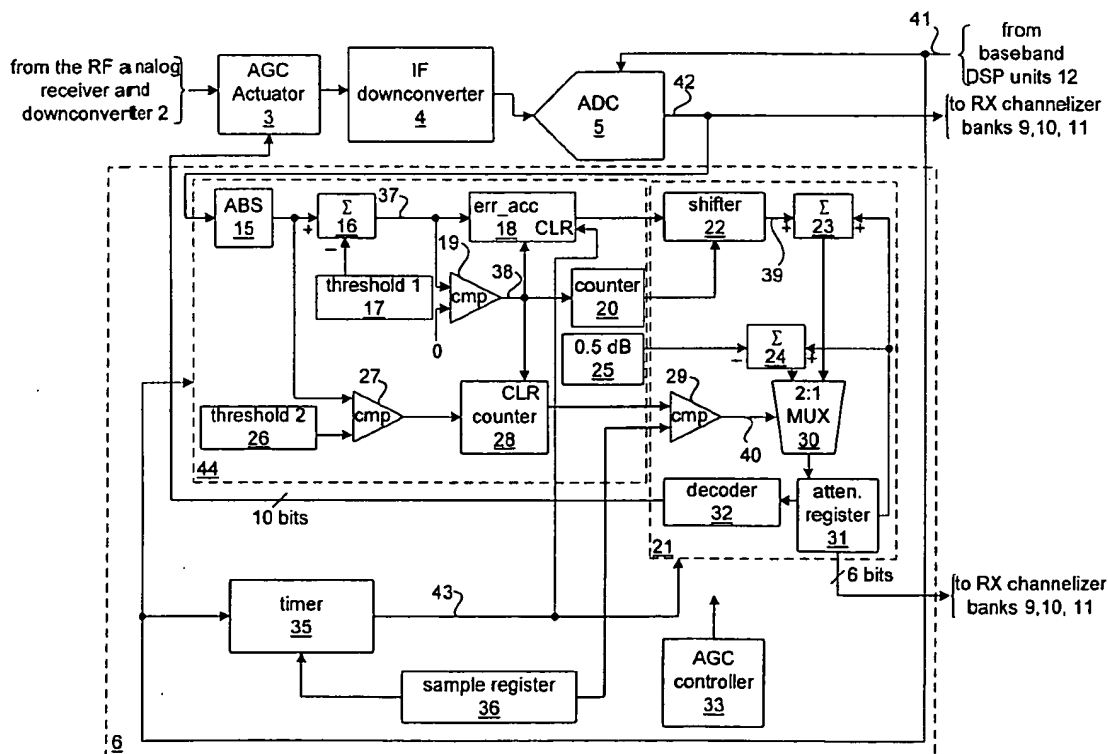 41
from
baseband
DSP units 12
from the RF analog
receiver and
downconverter 2
AGC
Actuator
3
IF
downconverter
4
ADC
5
42
to RX channelizer
banks 9,10, 11
ABS
15
+
Σ
16
−
37
err_acc
18
CLR
shifter
22
39
+
Σ
23
+
threshold 1
17
19
cmp
0
38
counter
20
0.5 dB
25
−
Σ
24
+
threshold 2
26
27
cmp
CLR
counter
28
29
cmp
40
2:1
MUX
30
44
10 bits
decoder
32
atten.
register
31
21
6 bits
to RX channelizer
banks 9,10, 11
timer
35
43
sample register
36
AGC
controller
33
6